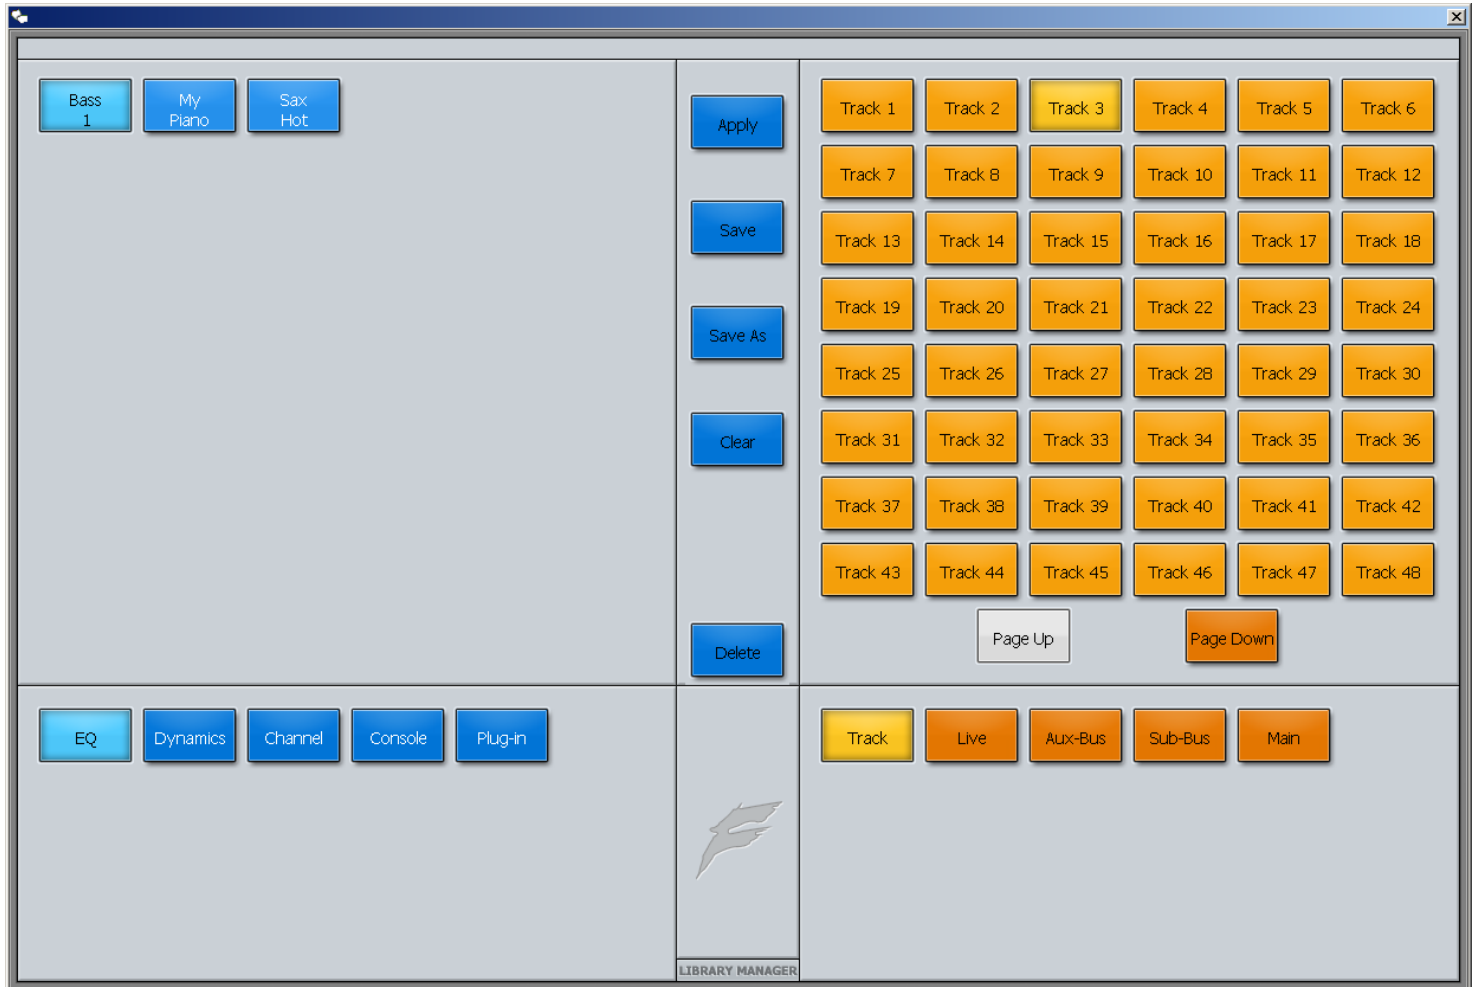 Bass
1
My
Piano
Sax
Hot
Apply
Save
Save As
Clear
Delete
Track 1
Track 2
Track 3
Track 4
Track 5
Track 6
Track 7
Track 8
Track 9
Track 10
Track 11
Track 12
Track 13
Track 14
Track 15
Track 16
Track 17
Track 18
Track 19
Track 20
Track 21
Track 22
Track 23
Track 24
Track 25
Track 26
Track 27
Track 28
Track 29
Track 30
Track 31
Track 32
Track 33
Track 34
Track 35
Track 36
Track 37
Track 38
Track 39
Track 40
Track 41
Track 42
Track 43
Track 44
Track 45
Track 46
Track 47
Track 48
Page Up
Page Down
EQ
Dynamics
Channel
Console
Plug-in
LIBRARY MANAGER
Track
Live
Aux-Bus
Sub-Bus
Main